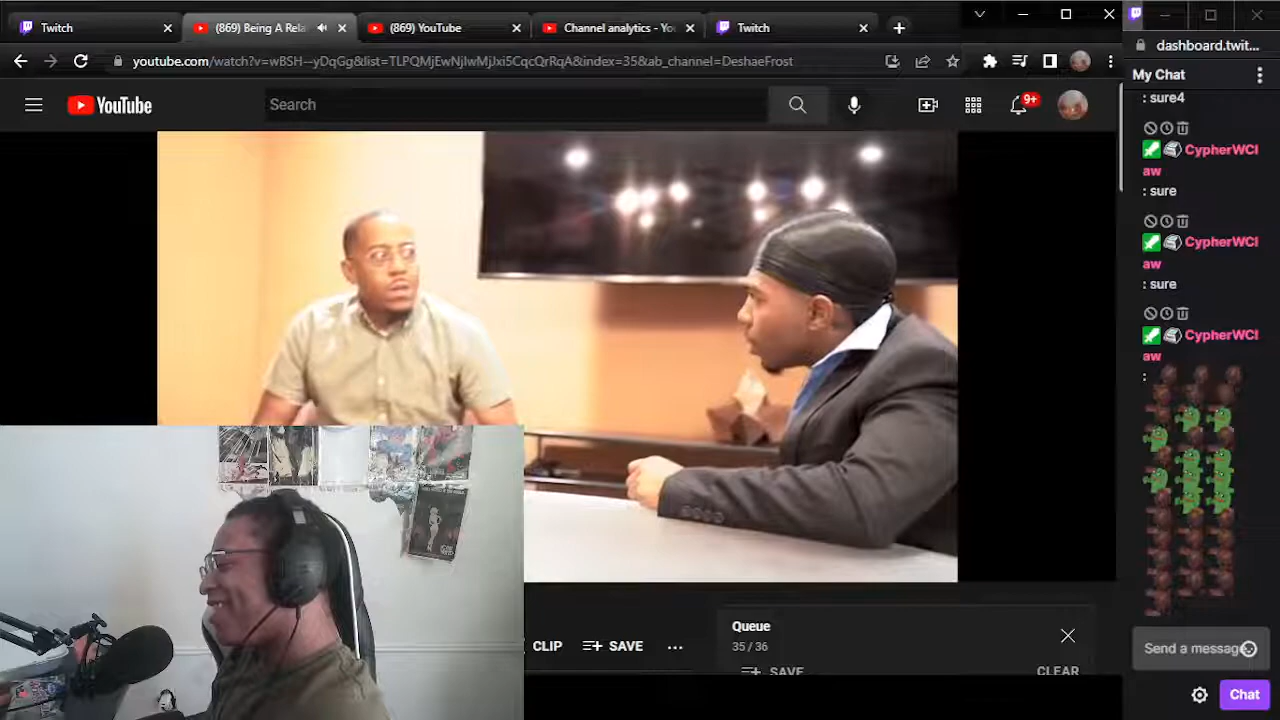 Twitch
(869) Being A Rela
(869) YouTube
Channel analytics - Yo
Twitch
youtube.com/watch?v=wBSH--yDqGg&list=TLPQMjEwNjIwMjJxi5CqcQrRqA&index=35&ab_channel=DeshaeFrost
dashboard.twit...
YouTube
Search
9+
My Chat
: sure4
CypherWCl
aw
: sure
CypherWCl
aw
: sure
CypherWCl
aw
:
CLIP
SAVE
...
Queue
35 / 36
SAVE
CLEAR
Send a message
Chat